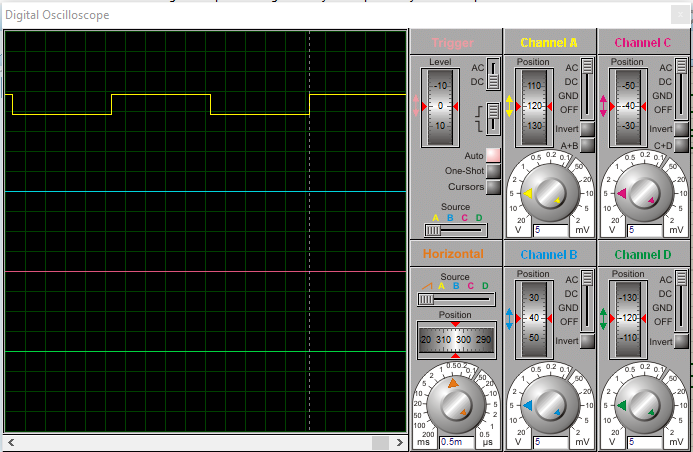 Digital Oscilloscope
Trigger
Level
AC
DC
-10
0
10
Auto
One-Shot
Cursors
Source
A B C D
Channel A
Position
AC
DC
GND
OFF
110
120
130
Invert
A+B
1 0.5 0.2 0.1
2 50
5 20
10 10
20 5 2
V 5 mV
Channel C
Position
AC
DC
GND
OFF
-50
-40
-30
Invert
C+D
1 0.5 0.2 0.1
2 50
5 20
10 10
20 5 2
V 5 mV
Horizontal
Source
A B C D
Position
20 310 300 290
1 0.50 0.2 0.1
2 50
5 20
10 10
20 5
50 2
100 1
200 0.5
ms 0.5m µs
Channel B
Position
AC
DC
GND
OFF
30
40
50
Invert
1 0.5 0.2 0.1
2 50
5 20
10 10
20 5 2
V 5 mV
Channel D
Position
AC
DC
GND
OFF
-130
-120
-110
Invert
1 0.5 0.2 0.1
2 50
5 20
10 10
20 5 2
V 5 mV